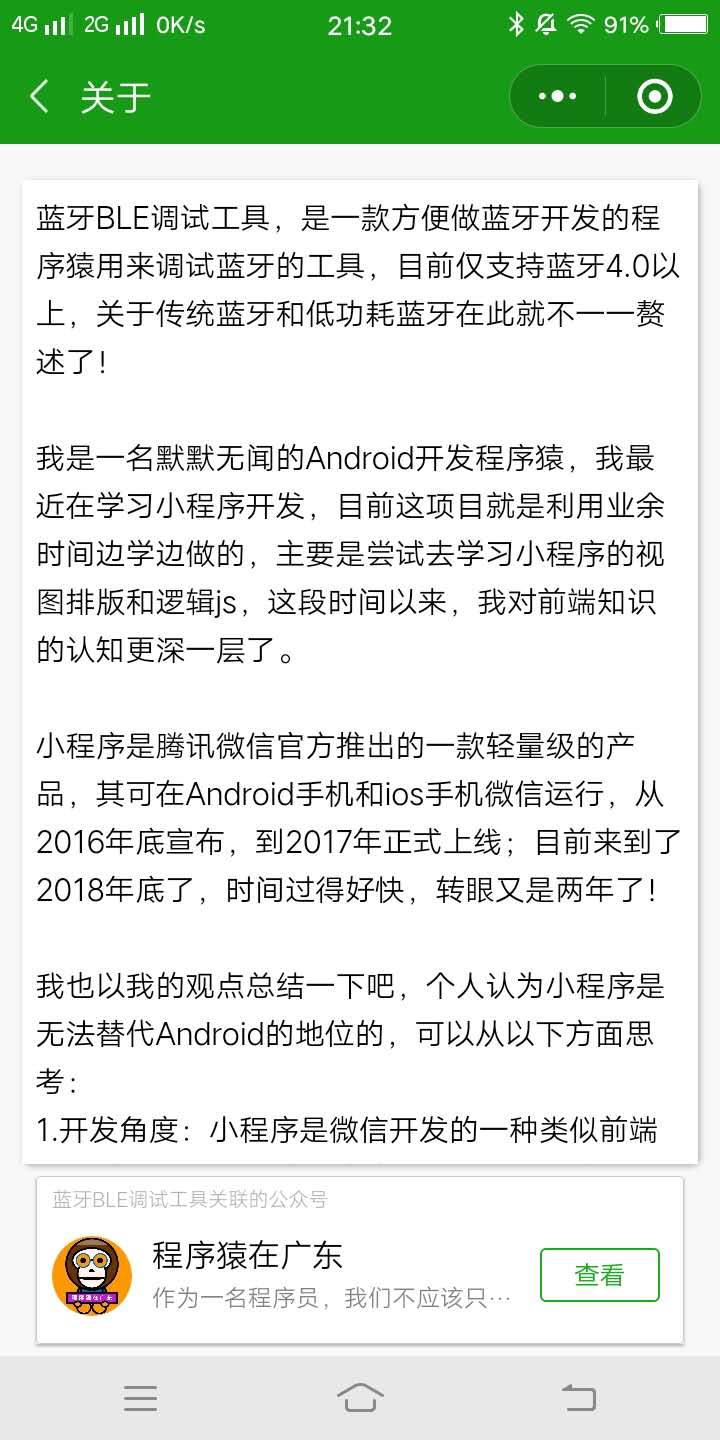 4G 2G 0K/s 21:32 91%
关于
蓝牙BLE调试工具，是一款方便做蓝牙开发的程
序猿用来调试蓝牙的工具，目前仅支持蓝牙4.0以
上，关于传统蓝牙和低功耗蓝牙在此就不一一赘
述了！
我是一名默默无闻的Android开发程序猿，我最
近在学习小程序开发，目前这项目就是利用业余
时间边学边做的，主要是尝试去学习小程序的视
图排版和逻辑js，这段时间以来，我对前端知识
的认知更深一层了。
小程序是腾讯微信官方推出的一款轻量级的产
品，其可在Android手机和ios手机微信运行，从
2016年底宣布，到2017年正式上线；目前来到了
2018年底了，时间过得好快，转眼又是两年了！
我也以我的观点总结一下吧，个人认为小程序是
无法替代Android的地位的，可以从以下方面思
考：
1.开发角度：小程序是微信开发的一种类似前端
蓝牙BLE调试工具关联的公众号
程序猿在广东
作为一名程序员，我们不应该只…
查看
程序猿在广东